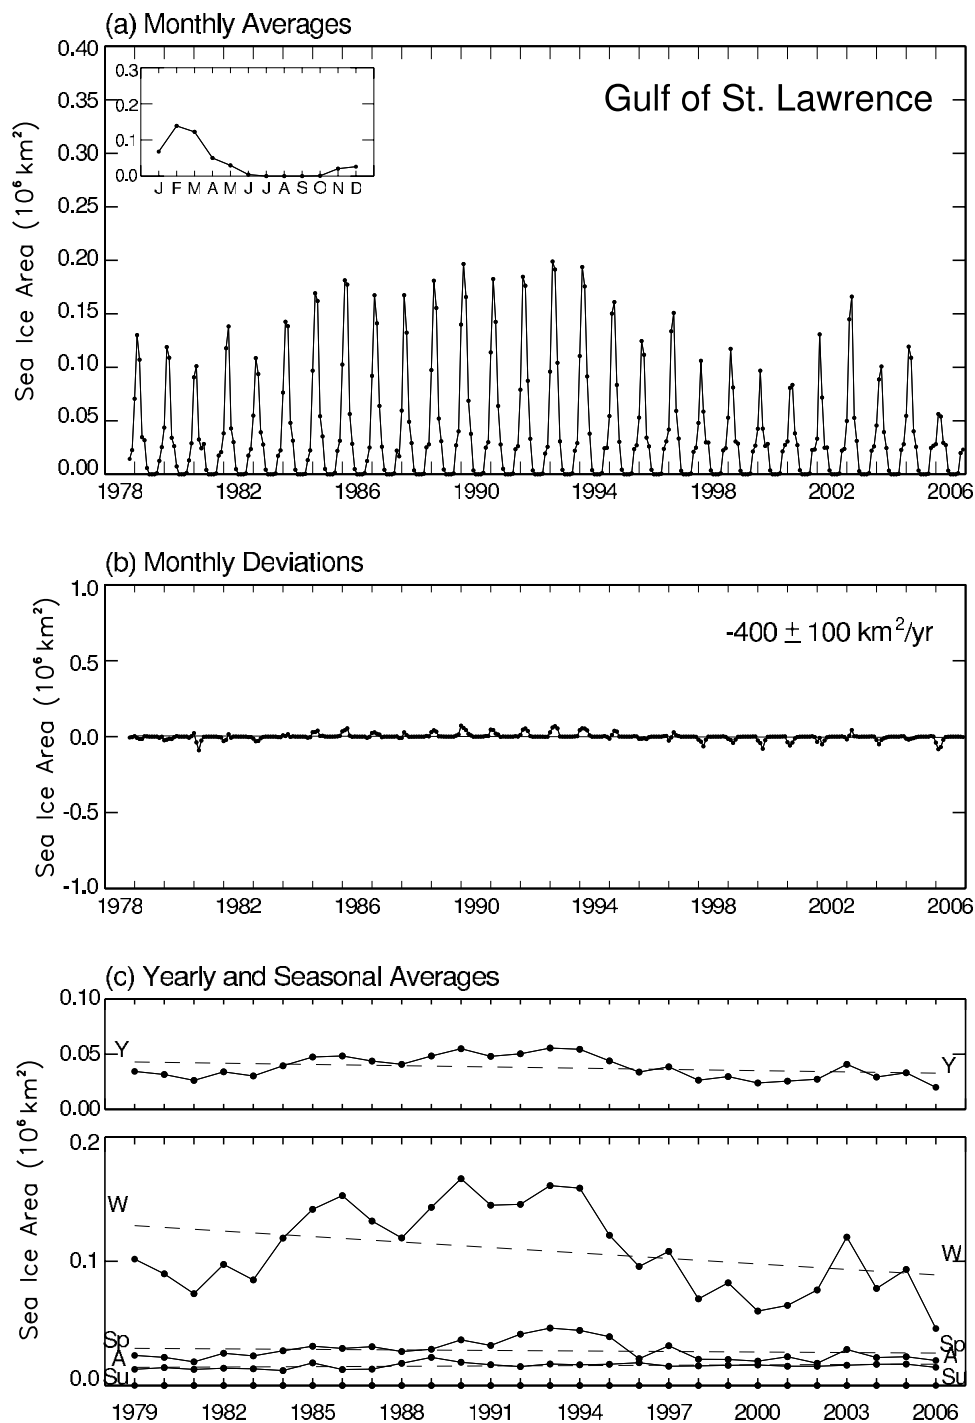 (a) Monthly Averages
0.40
0.35
0.30
0.25
0.20
0.15
0.10
0.05
0.00
Sea Ice Area (10⁶ km²)
0.3
0.2
0.1
0.0
J F M A M J J A S O N D
Gulf of St. Lawrence
1978 1982 1986 1990 1994 1998 2002 2006
(b) Monthly Deviations
1.0
0.5
0.0
-0.5
-1.0
Sea Ice Area (10⁶ km²)
-400 ± 100 km²/yr
1978 1982 1986 1990 1994 1998 2002 2006
(c) Yearly and Seasonal Averages
0.10
0.05
0.00
Y Y
Sea Ice Area (10⁶ km²)
0.2
0.1
0.0
W W
Sp Sp
A A
Su Su
1979 1982 1985 1988 1991 1994 1997 2000 2003 2006